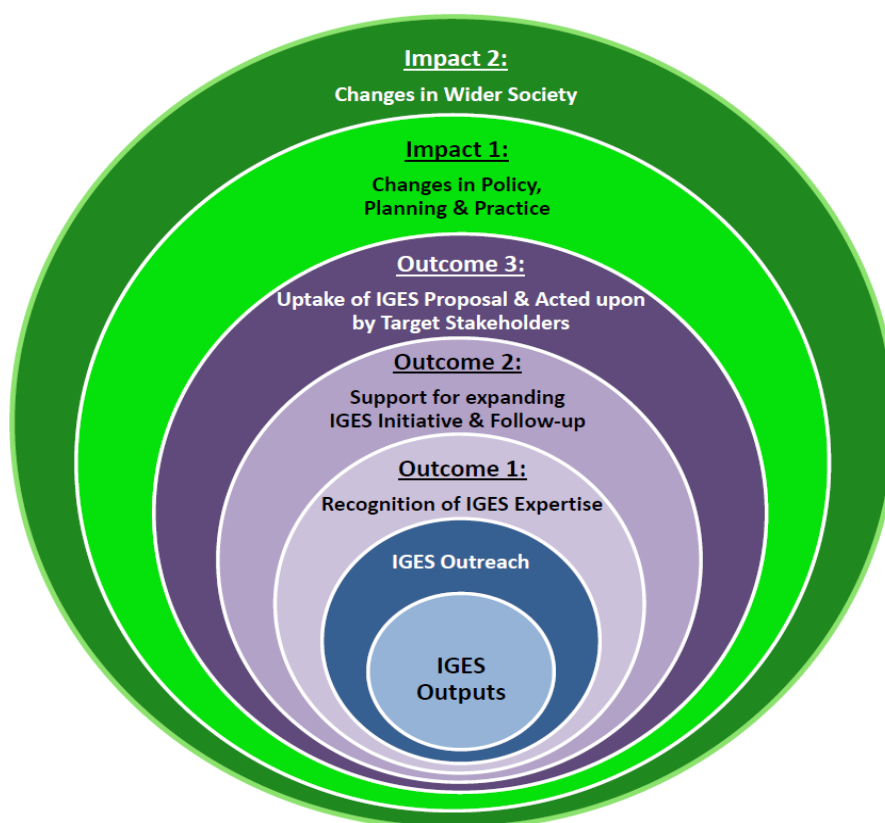 Impact 2:
Changes in Wider Society
Impact 1:
Changes in Policy,
Planning & Practice
Outcome 3:
Uptake of IGES Proposal & Acted upon
by Target Stakeholders
Outcome 2:
Support for expanding
IGES Initiative & Follow-up
Outcome 1:
Recognition of IGES Expertise
IGES Outreach
IGES
Outputs